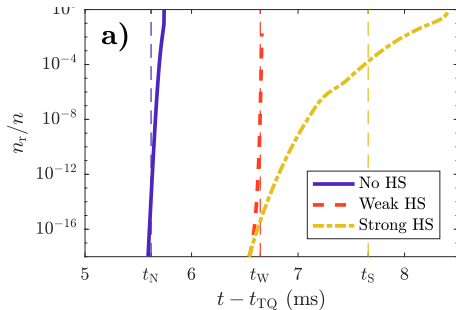 10⁰
a)
10⁻⁴
10⁻⁸
10⁻¹²
10⁻¹⁶
n_r/n
No HS
Weak HS
Strong HS
5 t_N 6 t_W 7 t_S 8
t − t_TQ (ms)